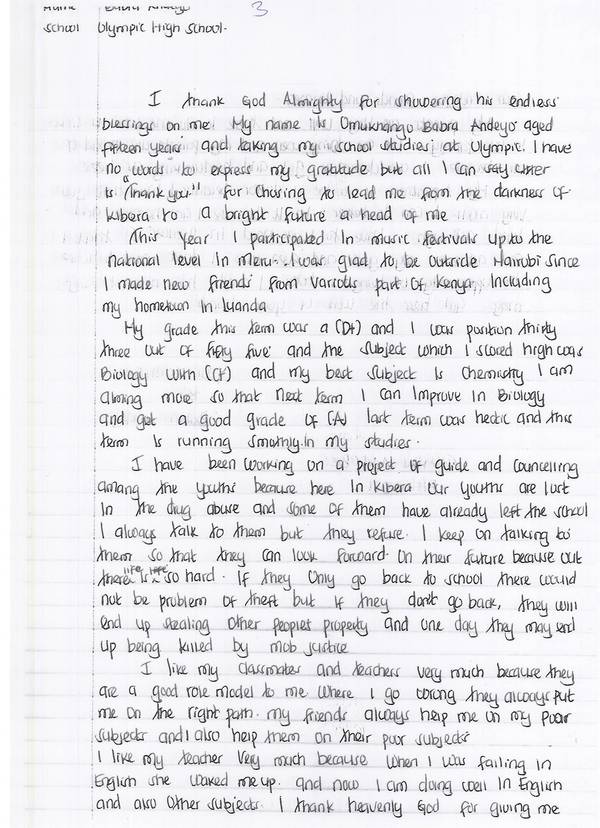 Name
3
School Olympic High School.
I thank God Almighty for showering his endless
blessings on me. My name is Omukhango Babra Andeyo aged
fifteen years and taking my school studies at Olympic. I have
no words to express my gratitude but all I can say utter
is "Thank you" for chosing to lead me from the darkness of
Kibera to a bright future a head of me
This year I participated in music festivals up to the
national level in Meru. I was glad to be outside Nairobi since
I made new friends from varrous part of Kenya, including
my hometown in Luanda
My grade this term was a (D+) and I was position thirty
three out of fifty five and the subject which I scored high was
Biology with (C+) and my best subject is Chemistry I am
aiming more so that next term I can improve in Biology
and get a good grade of (A) last term was hectic and this
term is running smothly.in my studies.
I have been working on a project of guide and councelling
amang the youths because here in Kibera our youths are lost
in the drug abuse and some of them have already left the school
I always talk to them but they refuse. I keep on talking to
them so that they can look forward. On their future because out
there life is so hard. If they only go back to school there would
not be problem of theft but if they don't go back, they will
end up stealing other peoples property and one day they may end
up being killed by mob justice
I like my classmates and teachers very much because they
are a good role model to me where I go wrong they always put
me on the right path. my friends always help me on my poor
subjects and I also help them on their poor subjects
I like my teacher very much because when I was failing in
English she waked me up. and now I am doing well in English
and also other subjects. I thank heavenly God for giving me